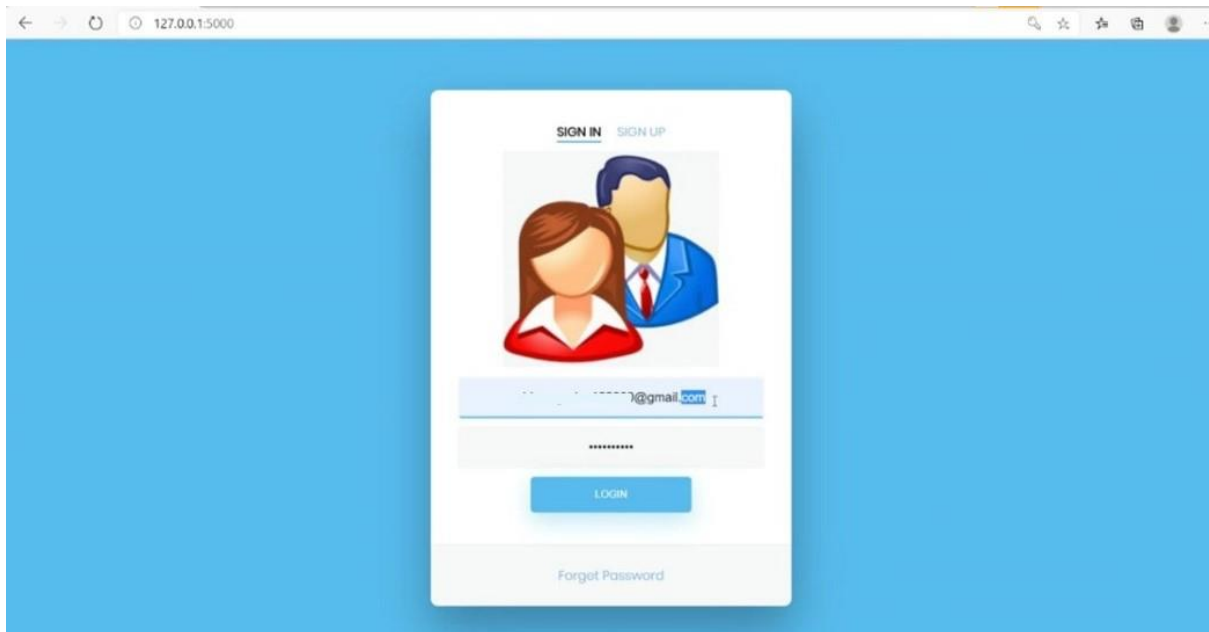 127.0.0.1:5000
SIGN IN SIGN UP
@gmail.com
••••••••••
LOGIN
Forget Password